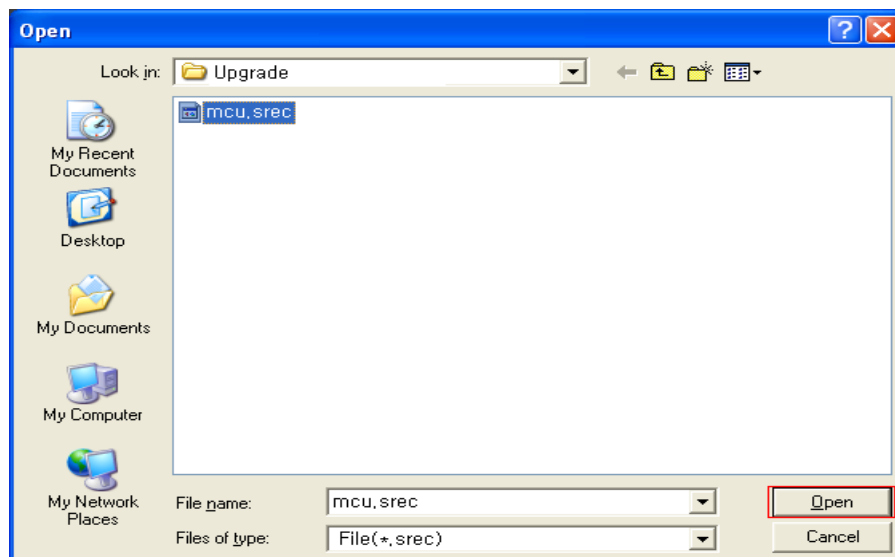 Open
Look in:
Upgrade
mcu.srec
My Recent
Documents
Desktop
My Documents
My Computer
My Network
Places
File name:
mcu.srec
Open
Files of type:
File(*.srec)
Cancel